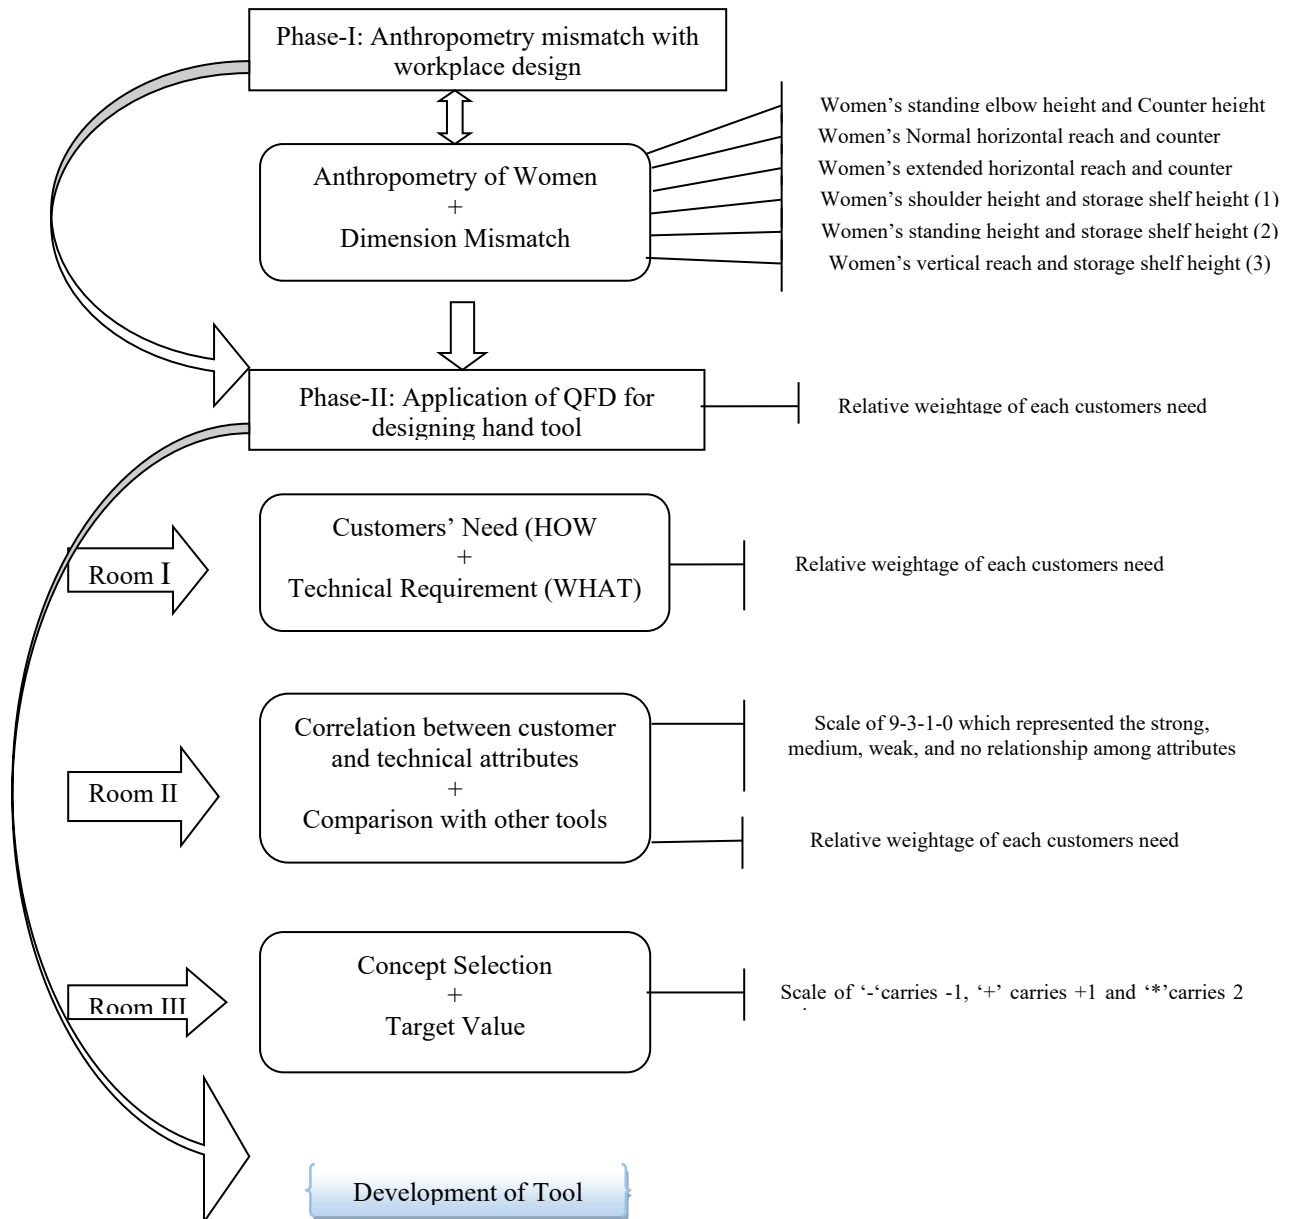 Phase-I: Anthropometry mismatch with
workplace design
Anthropometry of Women
+
Dimension Mismatch
Women’s standing elbow height and Counter height
Women’s Normal horizontal reach and counter
Women’s extended horizontal reach and counter
Women’s shoulder height and storage shelf height (1)
Women’s standing height and storage shelf height (2)
Women’s vertical reach and storage shelf height (3)
Phase-II: Application of QFD for
designing hand tool
Relative weightage of each customers need
Room I
Customers’ Need (HOW
+
Technical Requirement (WHAT)
Relative weightage of each customers need
Room II
Correlation between customer
and technical attributes
+
Comparison with other tools
Scale of 9-3-1-0 which represented the strong,
medium, weak, and no relationship among attributes
Relative weightage of each customers need
Room III
Concept Selection
+
Target Value
Scale of ‘-‘carries -1, ‘+’ carries +1 and ‘*’carries 2
Development of Tool